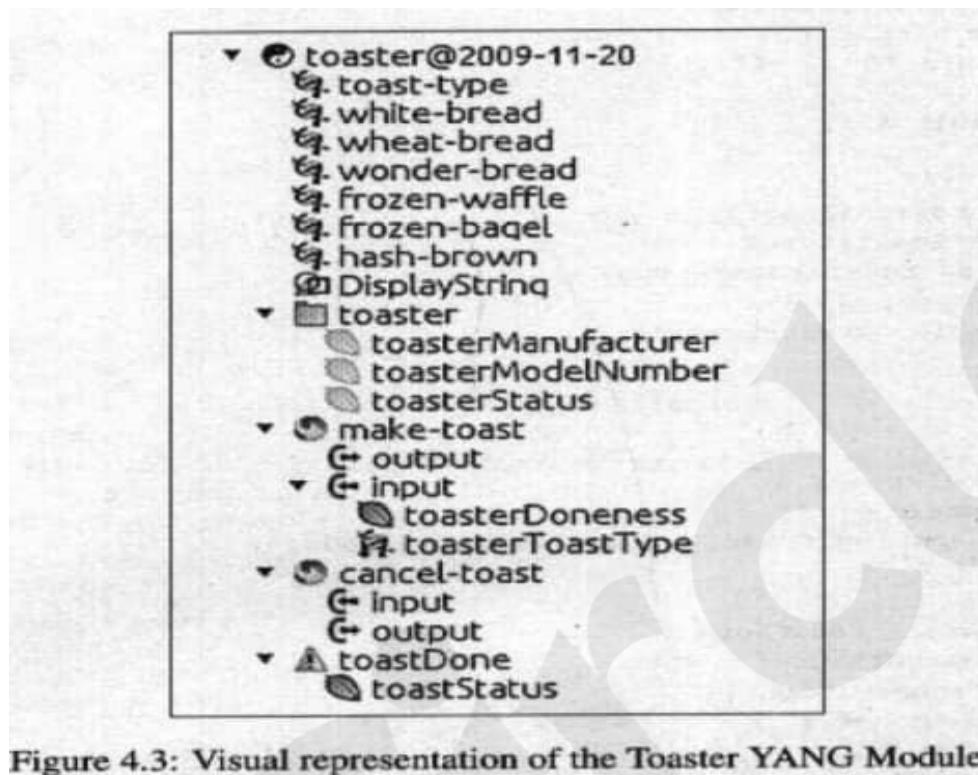 toaster@2009-11-20
toast-type
white-bread
wheat-bread
wonder-bread
frozen-waffle
frozen-bagel
hash-brown
DisplayString
toaster
toasterManufacturer
toasterModelNumber
toasterStatus
make-toast
output
input
toasterDoneness
toasterToastType
cancel-toast
input
output
toastDone
toastStatus
Figure 4.3: Visual representation of the Toaster YANG Module